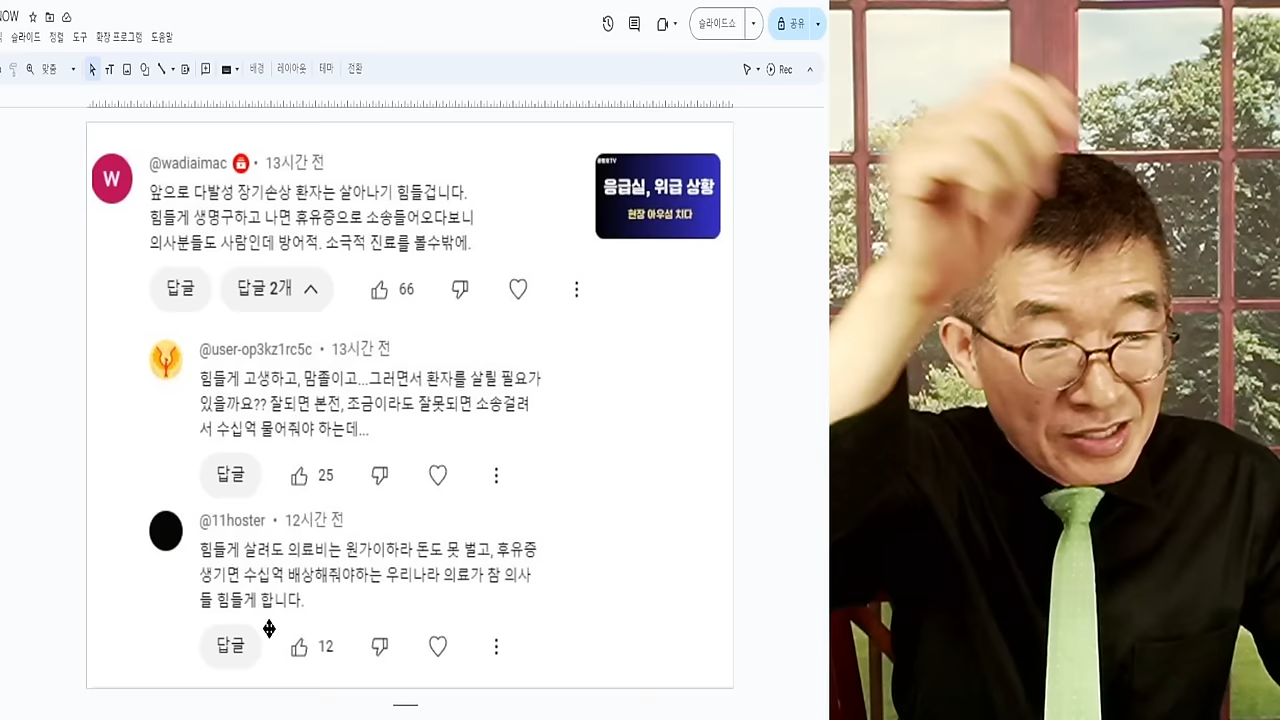 NOW
슬라이드 정렬 도구 확장 프로그램 도움말
슬라이드쇼
공유
맞춤
배경 레이아웃 테마 전환
Rec
W
@wadiaimac • 13시간 전
앞으로 다발성 장기손상 환자는 살아나기 힘들겁니다.
힘들게 생명구하고 나면 휴유증으로 소송들어오다보니
의사분들도 사람인데 방어적. 소극적 진료를 볼수밖에.
답글
답글 2개
66
응급실, 위급 상황
현장 아우성 치다
@user-op3kz1rc5c • 13시간 전
힘들게 고생하고, 맘졸이고...그러면서 환자를 살릴 필요가
있을까요?? 잘되면 본전, 조금이라도 잘못되면 소송걸려
서 수십억 물어줘야 하는데...
답글
25
@11hoster • 12시간 전
힘들게 살려도 의료비는 원가이하라 돈도 못 벌고, 후유증
생기면 수십억 배상해줘야하는 우리나라 의료가 참 의사
들 힘들게 합니다.
답글
12